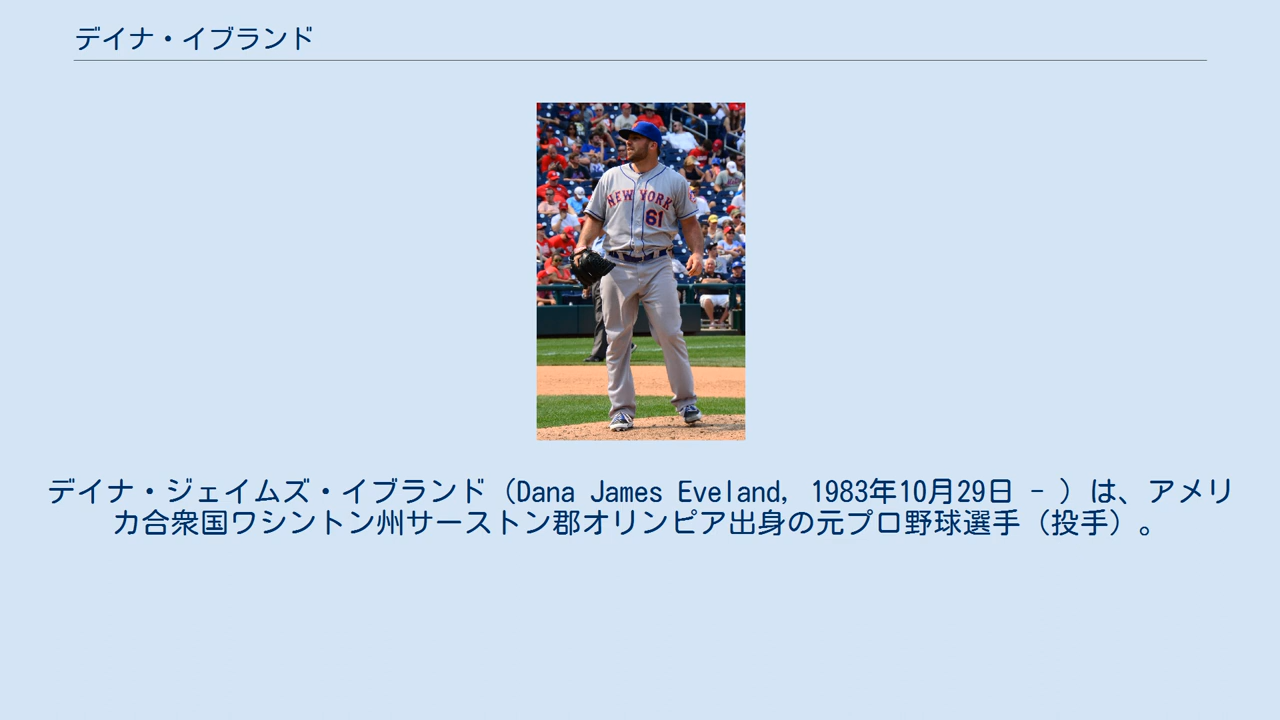 デイナ・イブランド
NEW YORK
61
デイナ・ジェイムズ・イブランド（Dana James Eveland, 1983年10月29日 - ）は、アメリ
カ合衆国ワシントン州サーストン郡オリンピア出身の元プロ野球選手（投手）。